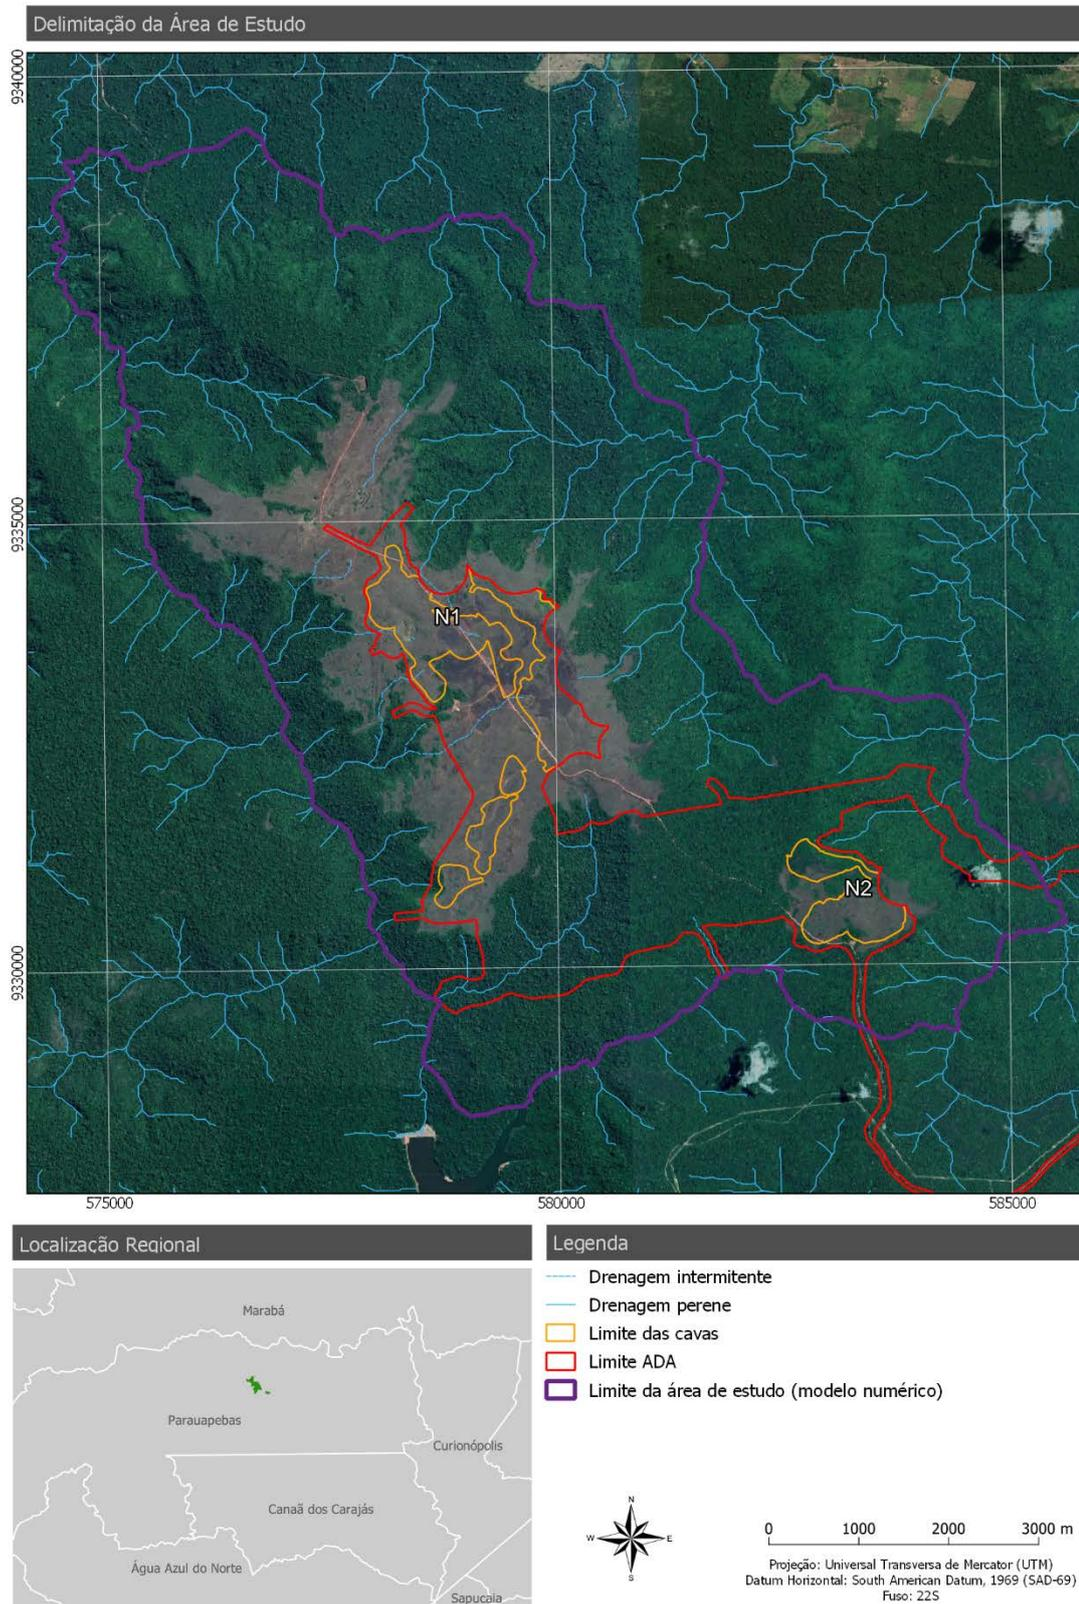 Delimitação da Área de Estudo
9340000
9335000
9330000
N1
N2
575000
580000
585000
Localização Regional
Marabá
Parauapebas
Curionópolis
Canaã dos Carajás
Água Azul do Norte
Sapucaia
Legenda
Drenagem intermitente
Drenagem perene
Limite das cavas
Limite ADA
Limite da área de estudo (modelo numérico)
N
W E
S
0 1000 2000 3000 m
Projeção: Universal Transversa de Mercator (UTM)
Datum Horizontal: South American Datum, 1969 (SAD-69)
Fuso: 22S